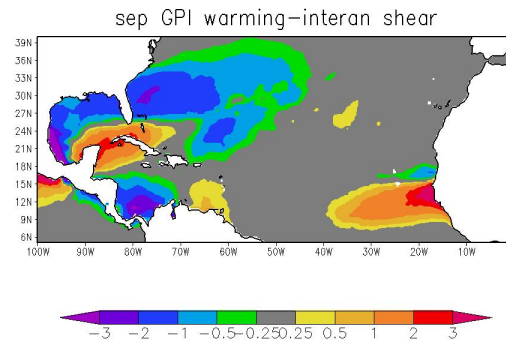 sep GPI warming-interan shear
39N
36N
33N
30N
27N
24N
21N
18N
15N
12N
9N
6N
100W 90W 80W 70W 60W 50W 40W 30W 20W 10W
-3 -2 -1 -0.5 -0.25 0.25 0.5 1 2 3